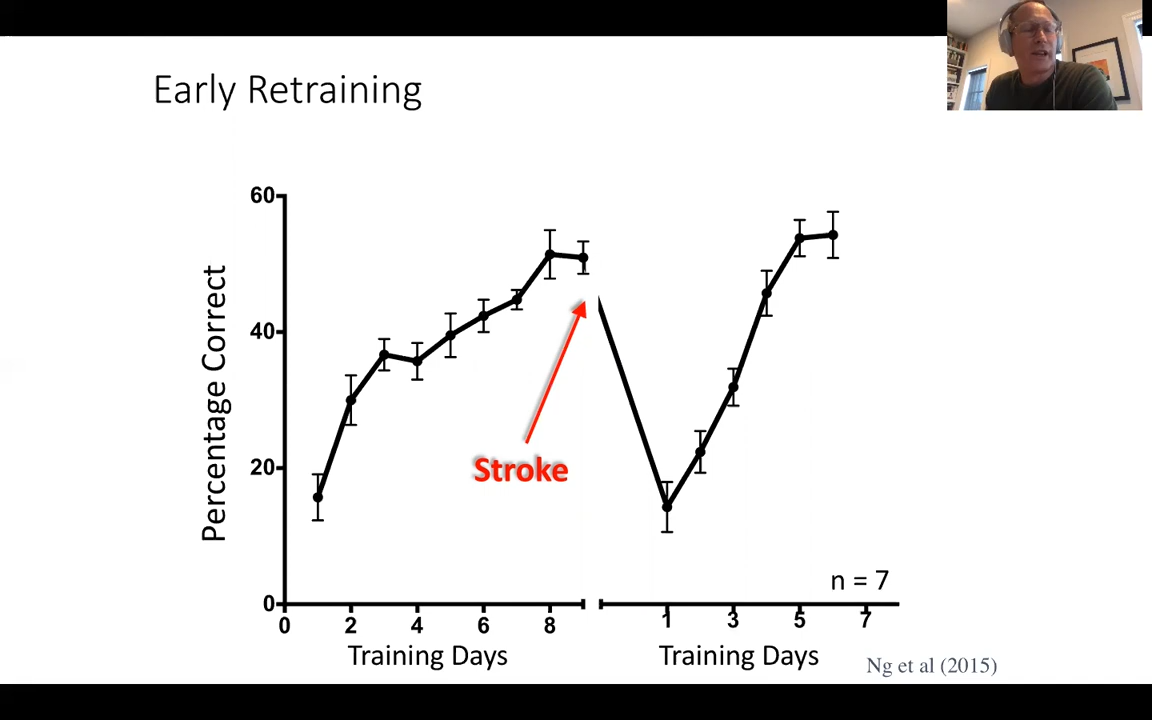 Early Retraining
60
40
20
0
Percentage Correct
Stroke
n = 7
0 2 4 6 8 1 3 5 7
Training Days Training Days
Ng et al (2015)